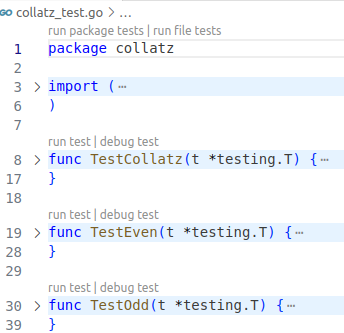 GO collatz_test.go > ...
run package tests | run file tests
1 package collatz
2
3 > import ( ...
6 )
7
run test | debug test
8 > func TestCollatz(t *testing.T) { ...
17 }
18
run test | debug test
19 > func TestEven(t *testing.T) { ...
28 }
29
run test | debug test
30 > func TestOdd(t *testing.T) { ...
39 }